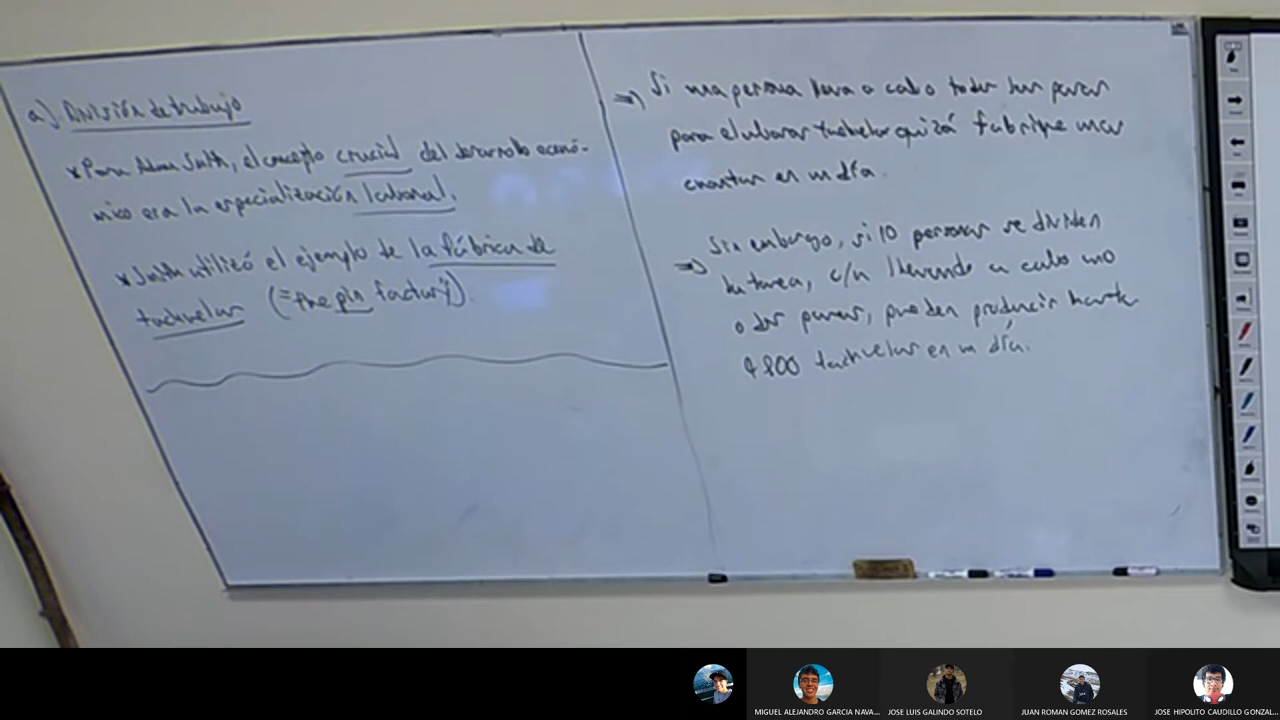 a) División de trabajo
* Para Adam Smith, el concepto crucial del desarrollo econó-
mico era la especialización laboral.
* Smith utilizó el ejemplo de la fábrica de
tachuelas (=the pin factory).
⇒ Si una persona lleva a cabo todos los pasos
para elaborar tachuelas quizá fabrique unas
cuantas en un día.
⇒ Sin embargo, si 10 personas se dividen
la tarea, c/u llevando a cabo uno
o dos pasos, pueden producir hasta
4800 tachuelas en un día.
MIGUEL ALEJANDRO GARCIA NAVA...
JOSE LUIS GALINDO SOTELO
JUAN ROMAN GOMEZ ROSALES
JOSE HIPOLITO CAUDILLO GONZAL...